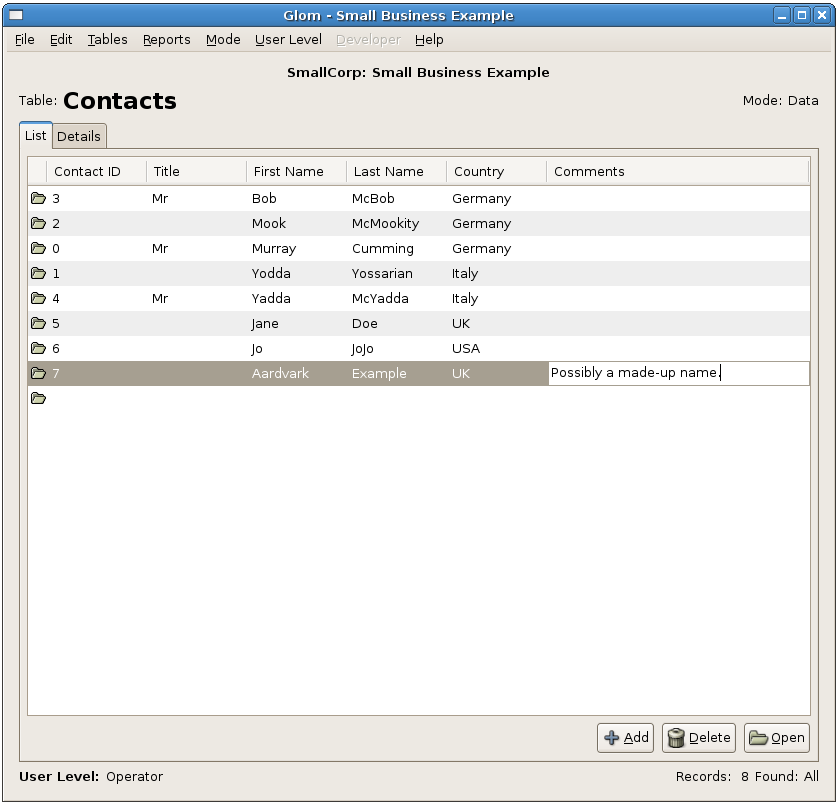 Glom - Small Business Example
File Edit Tables Reports Mode User Level Developer Help
SmallCorp: Small Business Example
Table: Contacts Mode: Data
List Details
Contact ID Title First Name Last Name Country Comments
3 Mr Bob McBob Germany
2 Mook McMookity Germany
0 Mr Murray Cumming Germany
1 Yodda Yossarian Italy
4 Mr Yadda McYadda Italy
5 Jane Doe UK
6 Jo JoJo USA
7 Aardvark Example UK Possibly a made-up name.
Add Delete Open
User Level: Operator Records: 8 Found: All